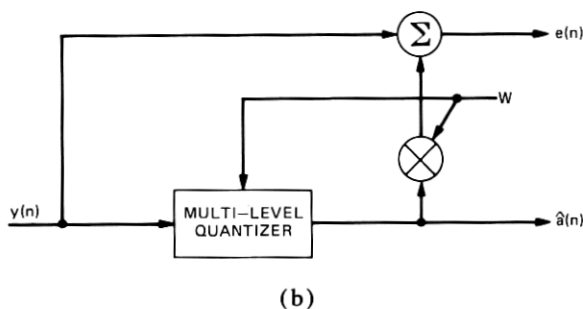 Σ
e(n)
W
y(n)
MULTI-LEVEL
QUANTIZER
â(n)
(b)